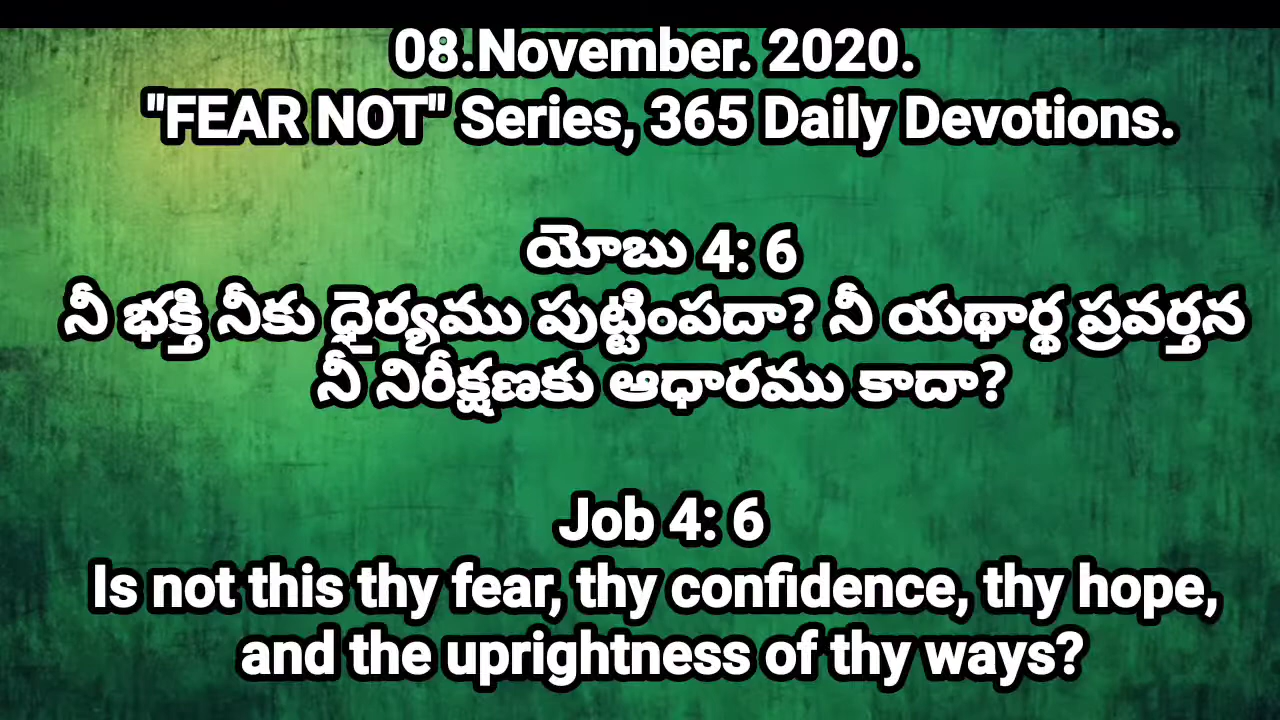 08.November. 2020.
"FEAR NOT" Series, 365 Daily Devotions.
యోబు 4: 6
నీ భక్తి నీకు ధైర్యము పుట్టింపదా? నీ యథార్థ ప్రవర్తన
నీ నిరీక్షణకు ఆధారము కాదా?
Job 4: 6
Is not this thy fear, thy confidence, thy hope,
and the uprightness of thy ways?